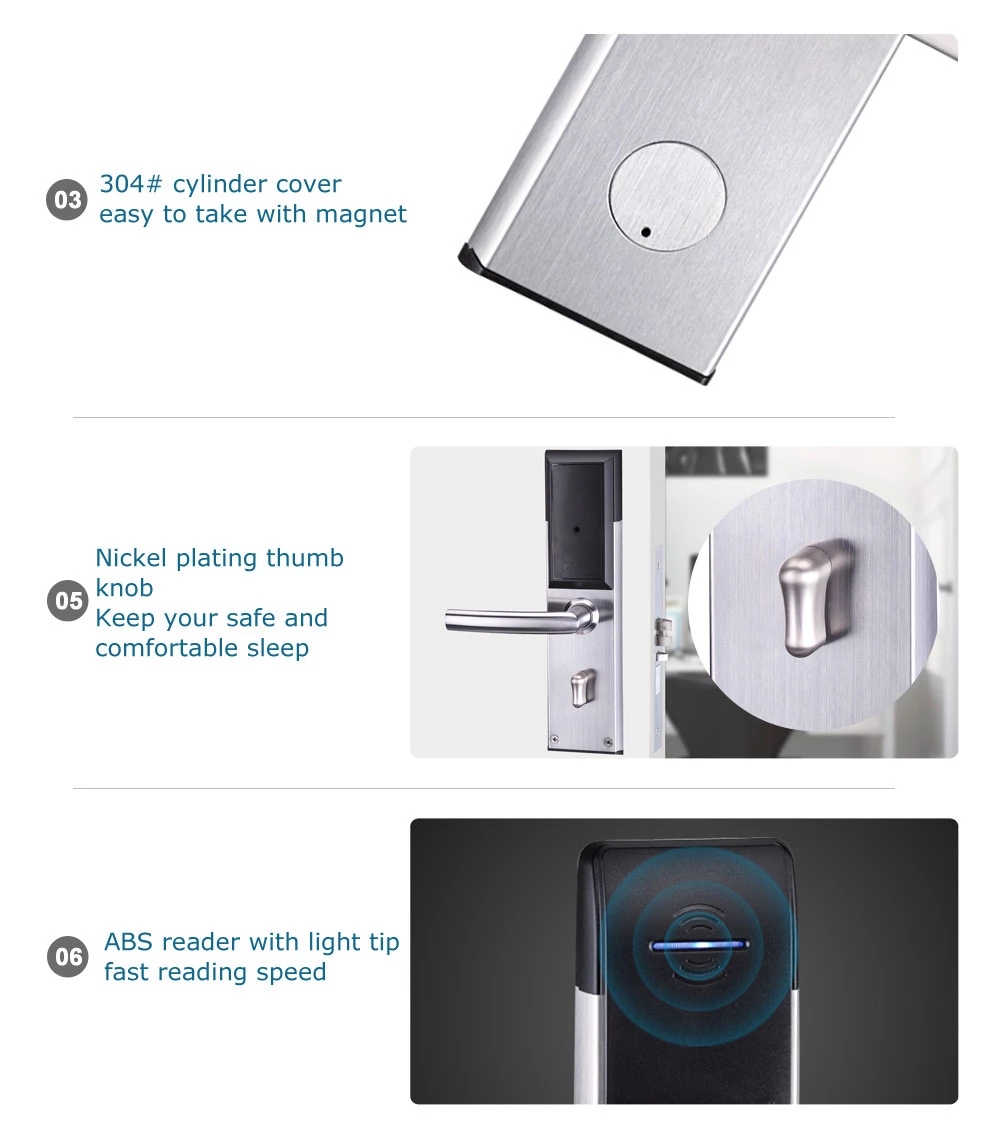 03
304# cylinder cover
easy to take with magnet
05
Nickel plating thumb
knob
Keep your safe and
comfortable sleep
06
ABS reader with light tip
fast reading speed